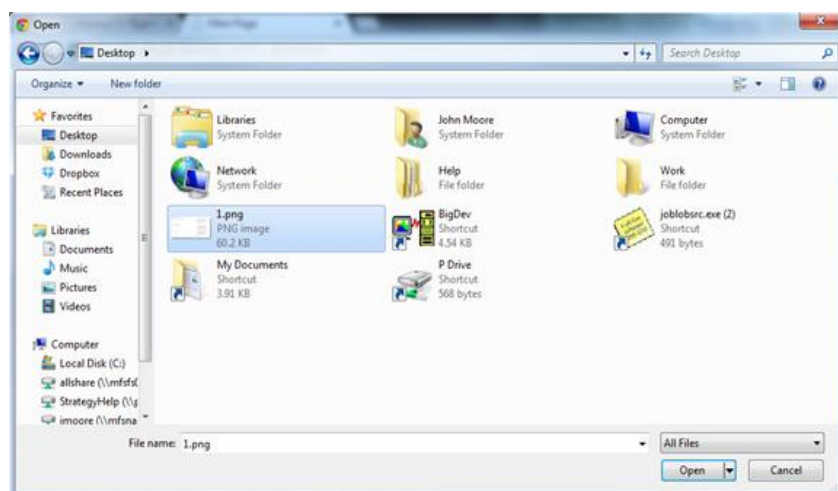 Open
Desktop
Search Desktop
Organize
New folder
Favorites
Desktop
Downloads
Dropbox
Recent Places
Libraries
Documents
Music
Pictures
Videos
Computer
Local Disk (C:)
allshare (\\mfsfs(
StrategyHelp (\\p
Libraries
System Folder
John Moore
System Folder
Computer
System Folder
Network
System Folder
Help
File folder
Work
File folder
1.png
PNG image
60.2 KB
BigDev
Shortcut
4.54 KB
joblobsrc.exe (2)
Shortcut
491 bytes
My Documents
Shortcut
3.91 KB
P Drive
Shortcut
568 bytes
File name: 1.png
All Files
Open
Cancel